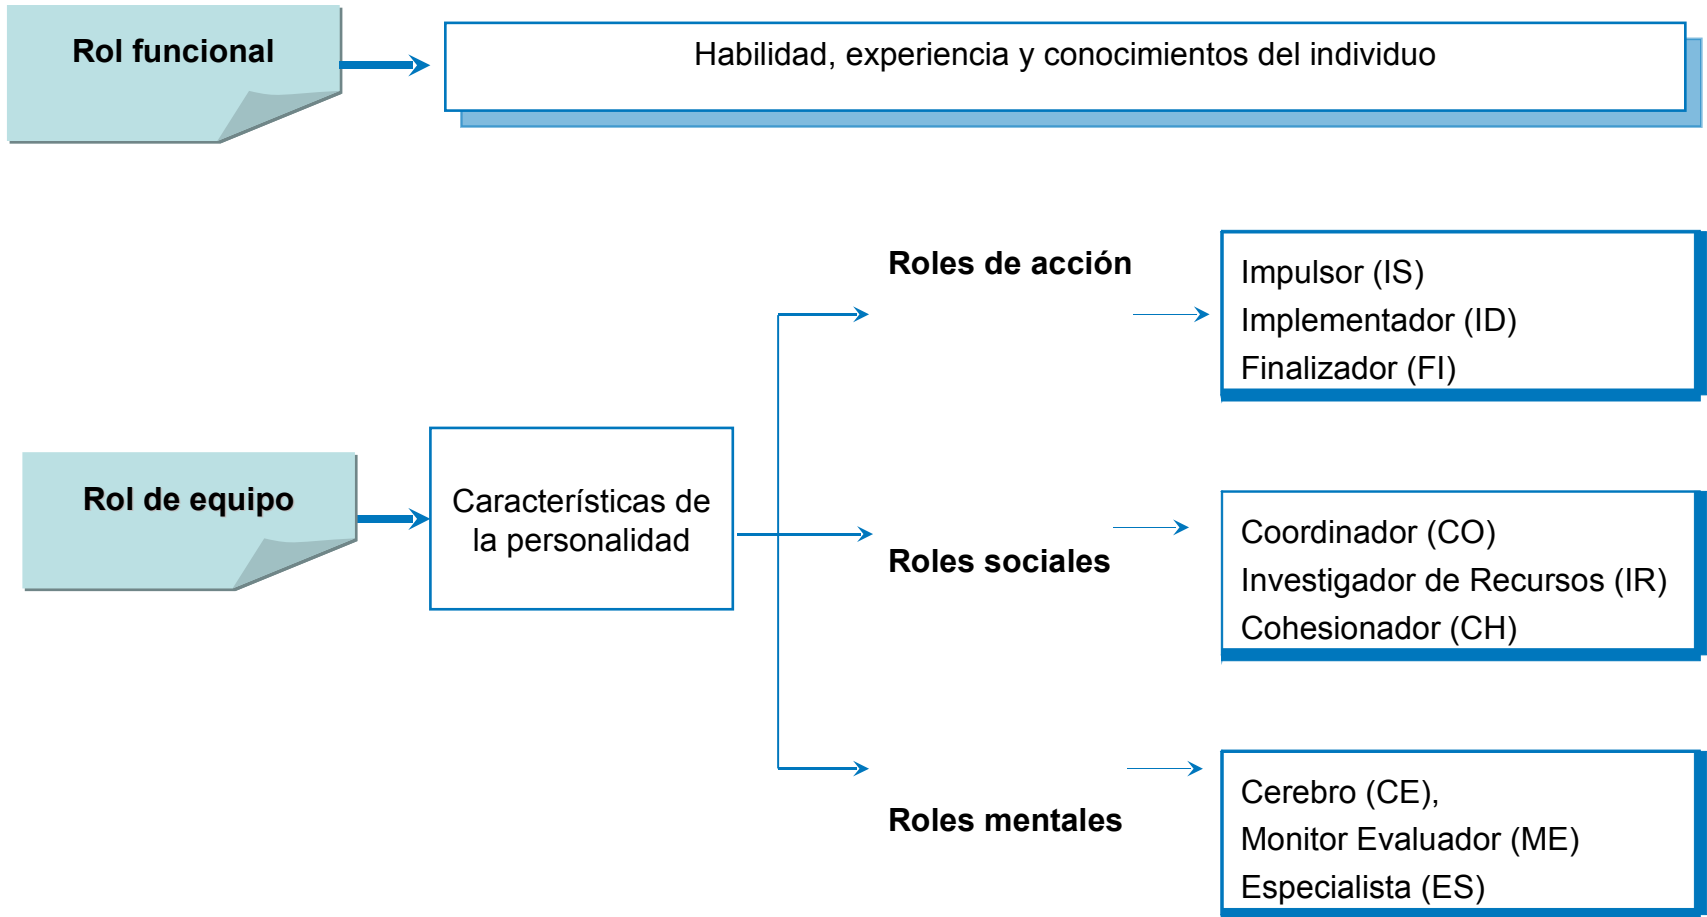 Rol funcional
Habilidad, experiencia y conocimientos del individuo
Roles de acción
Impulsor (IS)
Implementador (ID)
Finalizador (FI)
Rol de equipo
Características de
la personalidad
Roles sociales
Coordinador (CO)
Investigador de Recursos (IR)
Cohesionador (CH)
Roles mentales
Cerebro (CE),
Monitor Evaluador (ME)
Especialista (ES)